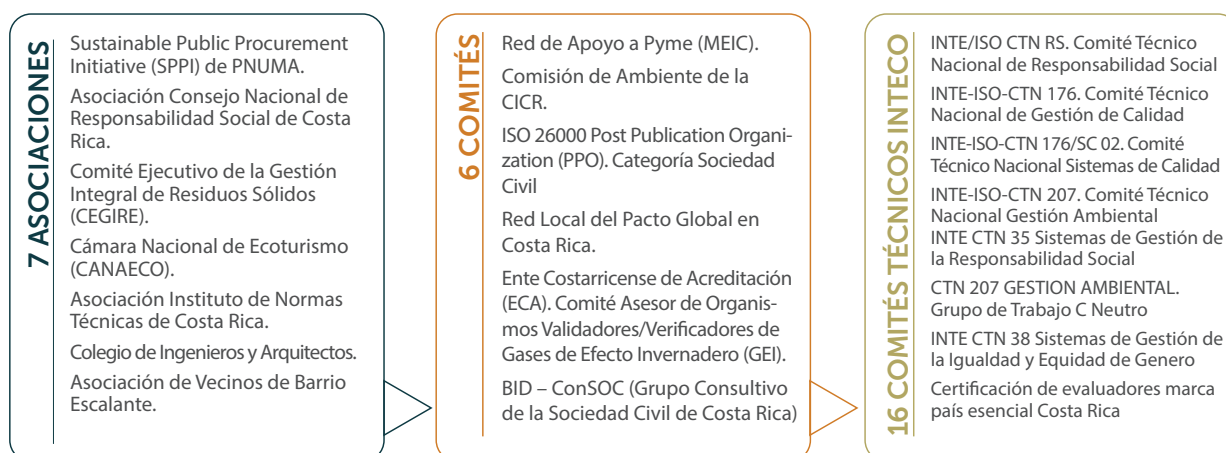 7 ASOCIACIONES
Sustainable Public Procurement
Initiative (SPPI) de PNUMA.
Asociación Consejo Nacional de
Responsabilidad Social de Costa
Rica.
Comité Ejecutivo de la Gestión
Integral de Residuos Sólidos
(CEGIRE).
Cámara Nacional de Ecoturismo
(CANAECO).
Asociación Instituto de Normas
Técnicas de Costa Rica.
Colegio de Ingenieros y Arquitectos.
Asociación de Vecinos de Barrio
Escalante.
6 COMITÉS
Red de Apoyo a Pyme (MEIC).
Comisión de Ambiente de la
CICR.
ISO 26000 Post Publication Organi-
zation (PPO). Categoría Sociedad
Civil
Red Local del Pacto Global en
Costa Rica.
Ente Costarricense de Acreditación
(ECA). Comité Asesor de Organis-
mos Validadores/Verificadores de
Gases de Efecto Invernadero (GEI).
BID – ConSOC (Grupo Consultivo
de la Sociedad Civil de Costa Rica)
16 COMITÉS TÉCNICOS INTECO
INTE/ISO CTN RS. Comité Técnico
Nacional de Responsabilidad Social
INTE-ISO-CTN 176. Comité Técnico
Nacional de Gestión de Calidad
INTE-ISO-CTN 176/SC 02. Comité
Técnico Nacional Sistemas de Calidad
INTE-ISO-CTN 207. Comité Técnico
Nacional Gestión Ambiental
INTE CTN 35 Sistemas de Gestión de
la Responsabilidad Social
CTN 207 GESTION AMBIENTAL.
Grupo de Trabajo C Neutro
INTE CTN 38 Sistemas de Gestión de
la Igualdad y Equidad de Genero
Certificación de evaluadores marca
país esencial Costa Rica